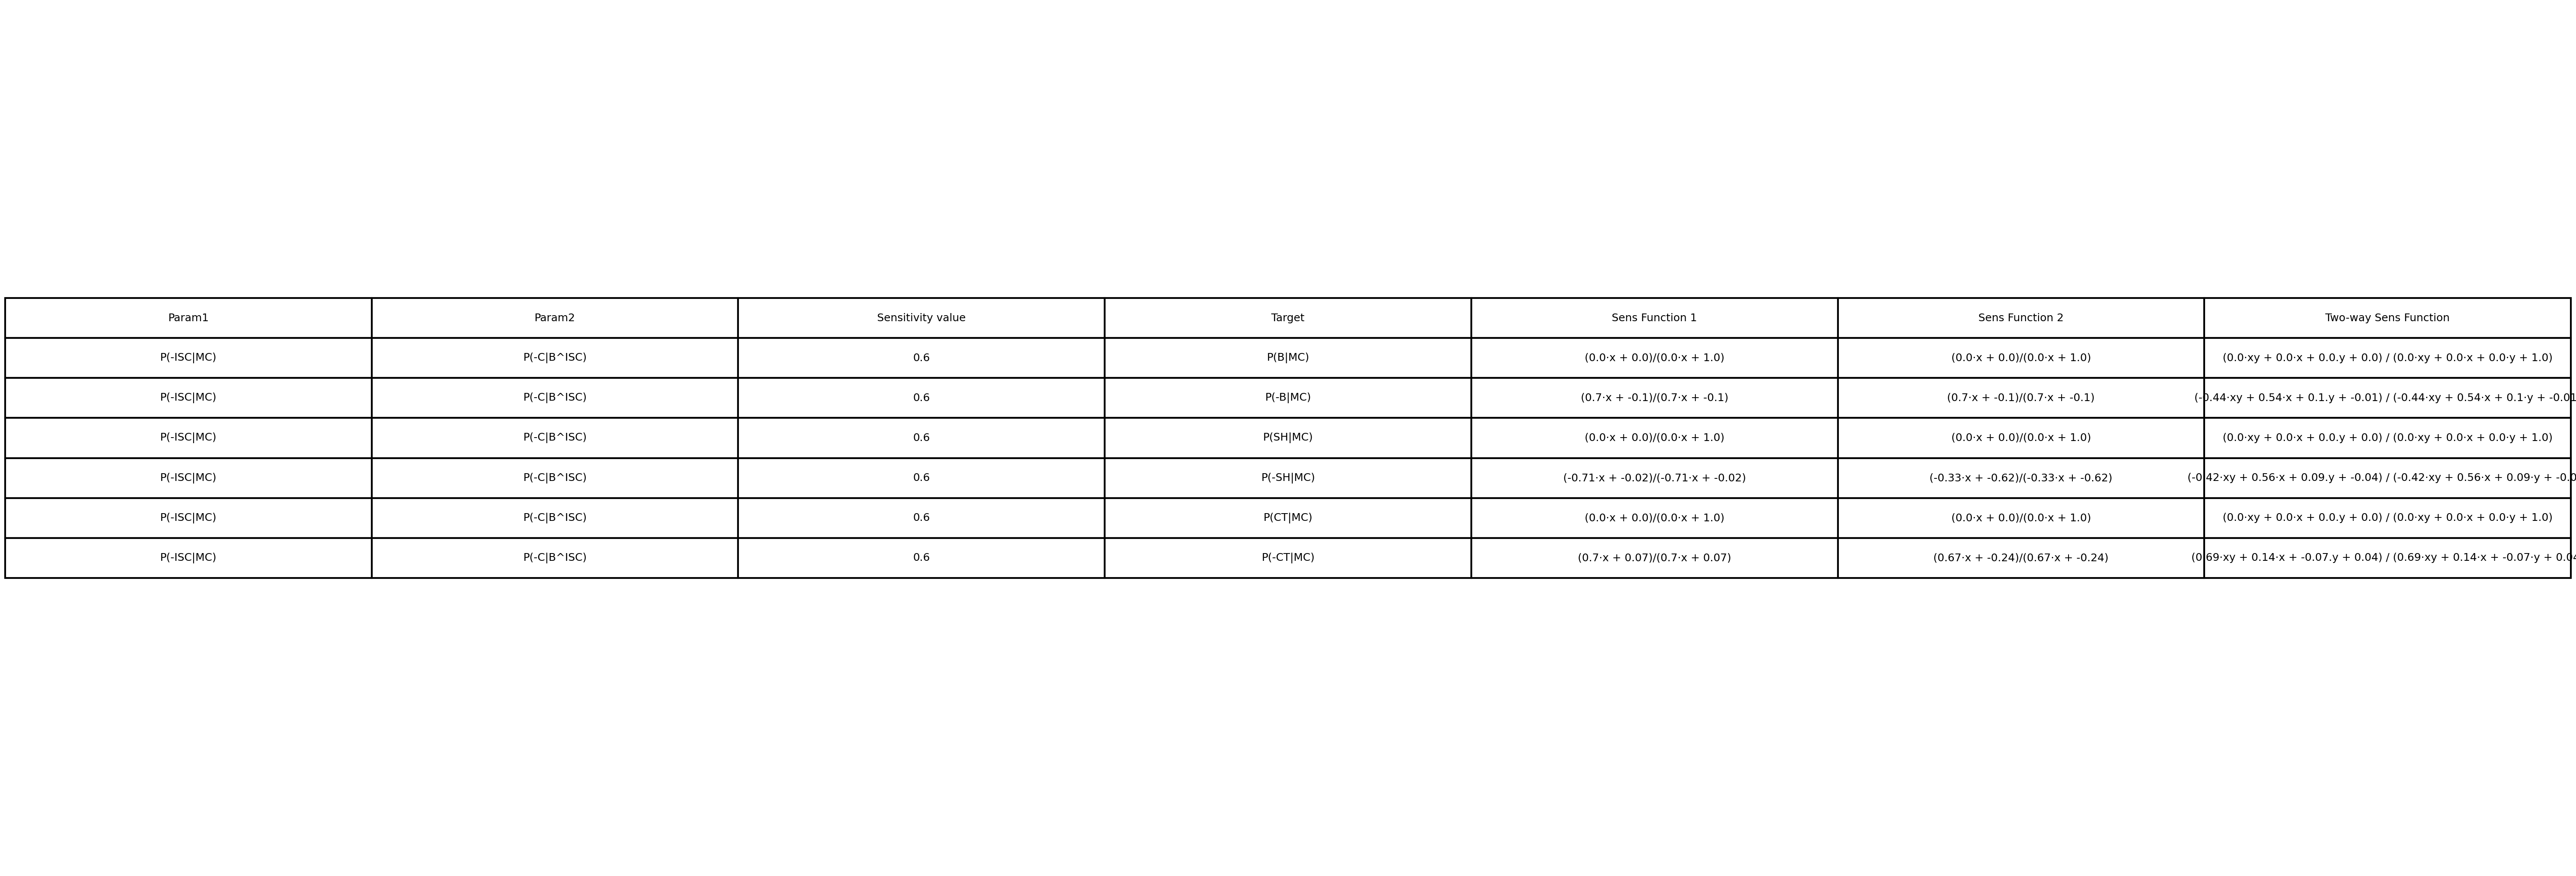 Param1 Param2 Sensitivity value Target Sens Function 1 Sens Function 2 Two-way Sens Function
P(-ISC|MC) P(-C|B^ISC) 0.6 P(B|MC) (0.0·x + 0.0)/(0.0·x + 1.0) (0.0·x + 0.0)/(0.0·x + 1.0) (0.0·xy + 0.0·x + 0.0.y + 0.0) / (0.0·xy + 0.0·x + 0.0·y + 1.0)
P(-ISC|MC) P(-C|B^ISC) 0.6 P(-B|MC) (0.7·x + -0.1)/(0.7·x + -0.1) (0.7·x + -0.1)/(0.7·x + -0.1) (-0.44·xy + 0.54·x + 0.1.y + -0.01) / (-0.44·xy + 0.54·x + 0.1·y + -0.01
P(-ISC|MC) P(-C|B^ISC) 0.6 P(SH|MC) (0.0·x + 0.0)/(0.0·x + 1.0) (0.0·x + 0.0)/(0.0·x + 1.0) (0.0·xy + 0.0·x + 0.0.y + 0.0) / (0.0·xy + 0.0·x + 0.0·y + 1.0)
P(-ISC|MC) P(-C|B^ISC) 0.6 P(-SH|MC) (-0.71·x + -0.02)/(-0.71·x + -0.02) (-0.33·x + -0.62)/(-0.33·x + -0.62) (-0.42·xy + 0.56·x + 0.09.y + -0.04) / (-0.42·xy + 0.56·x + 0.09·y + -0.0
P(-ISC|MC) P(-C|B^ISC) 0.6 P(CT|MC) (0.0·x + 0.0)/(0.0·x + 1.0) (0.0·x + 0.0)/(0.0·x + 1.0) (0.0·xy + 0.0·x + 0.0.y + 0.0) / (0.0·xy + 0.0·x + 0.0·y + 1.0)
P(-ISC|MC) P(-C|B^ISC) 0.6 P(-CT|MC) (0.7·x + 0.07)/(0.7·x + 0.07) (0.67·x + -0.24)/(0.67·x + -0.24) (0.69·xy + 0.14·x + -0.07.y + 0.04) / (0.69·xy + 0.14·x + -0.07·y + 0.04